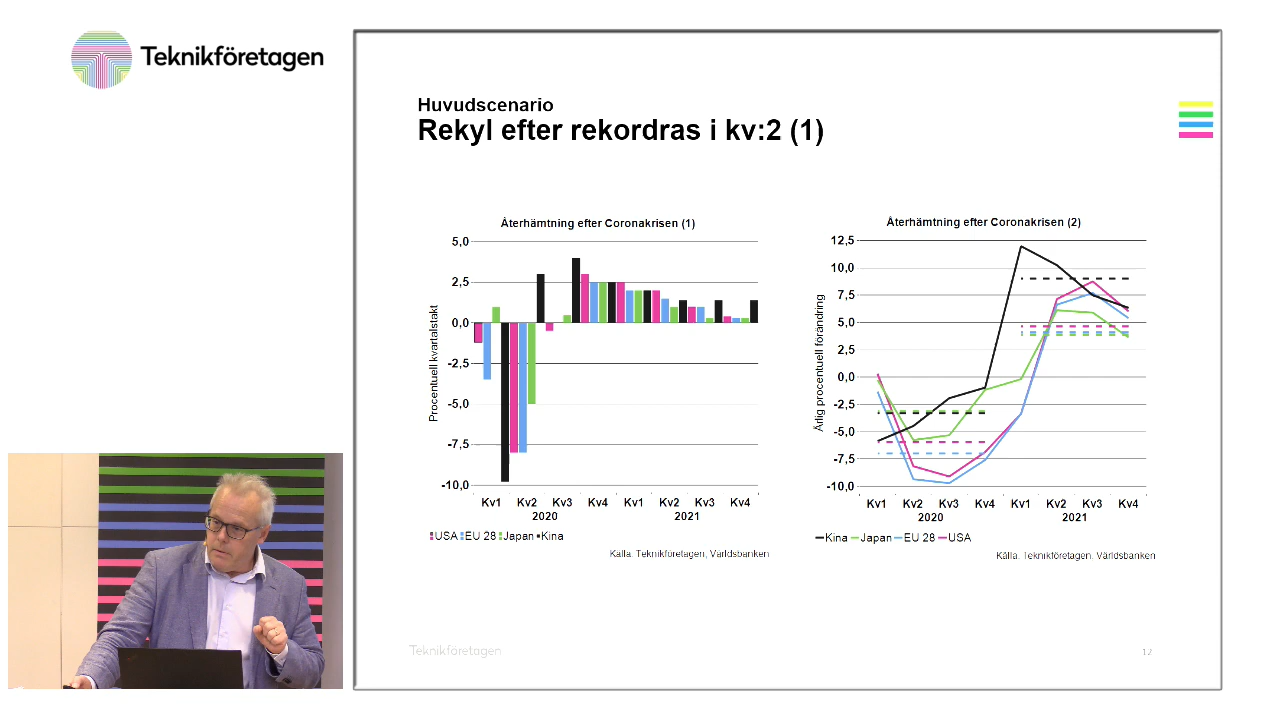 Teknikföretagen
Huvudscenario
Rekyl efter rekordras i kv:2 (1)
Återhämtning efter Coronakrisen (1)
Procentuell kvartalstakt
5,0
2,5
0,0
-2,5
-5,0
-7,5
-10,0
Kv1 Kv2 Kv3 Kv4 Kv1 Kv2 Kv3 Kv4
2020 2021
USA EU 28 Japan Kina
Källa: Teknikföretagen, Världsbanken
Återhämtning efter Coronakrisen (2)
Årlig procentuell förändring
12,5
10,0
7,5
5,0
2,5
0,0
-2,5
-5,0
-7,5
-10,0
Kv1 Kv2 Kv3 Kv4 Kv1 Kv2 Kv3 Kv4
2020 2021
Kina Japan EU 28 USA
Källa: Teknikföretagen, Världsbanken
Teknikföretagen
12